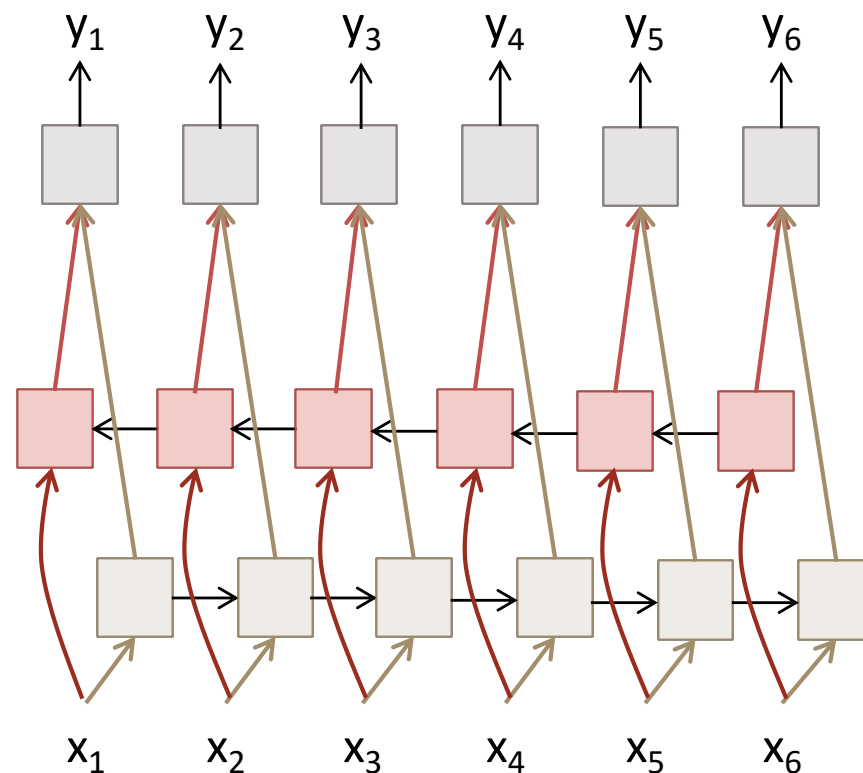 y₁ y₂ y₃ y₄ y₅ y₆
x₁ x₂ x₃ x₄ x₅ x₆